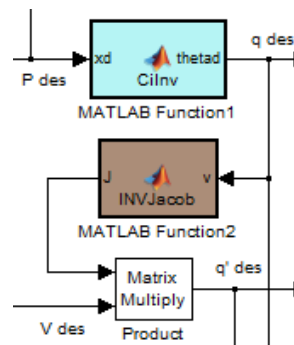 q des
xd
thetad
P des
CiInv
MATLAB Function1
J
v
INVJacob
MATLAB Function2
q' des
Matrix
Multiply
V des
Product